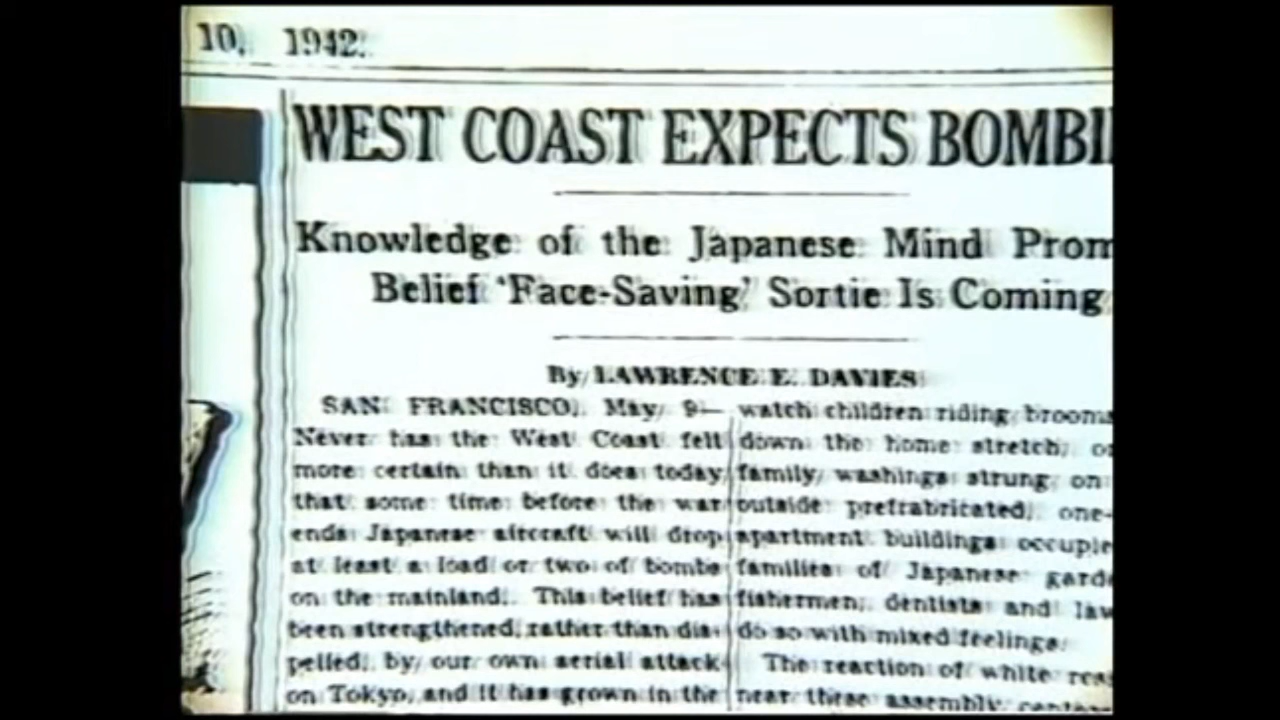 10, 1942.
WEST COAST EXPECTS BOMBI
Knowledge of the Japanese Mind Prom
Belief 'Face-Saving' Sortie Is Coming
By LAWRENCE E. DAVIES
SAN FRANCISCO, May 9—
Never has the West Coast felt
more certain than it does today
that some time before the war
ends Japanese aircraft will drop
at least a load or two of bombs
on the mainland. This belief has
been strengthened, rather than dis-
pelled, by our own aerial attack
on Tokyo, and it has grown in the
watch children riding brooms
down the home stretch, or
family washings strung on
outside prefrabricated, one-
apartment buildings occupie
families of Japanese garde
fishermen, dentists and law
do so with mixed feelings.
The reaction of white res
near these assembly centers